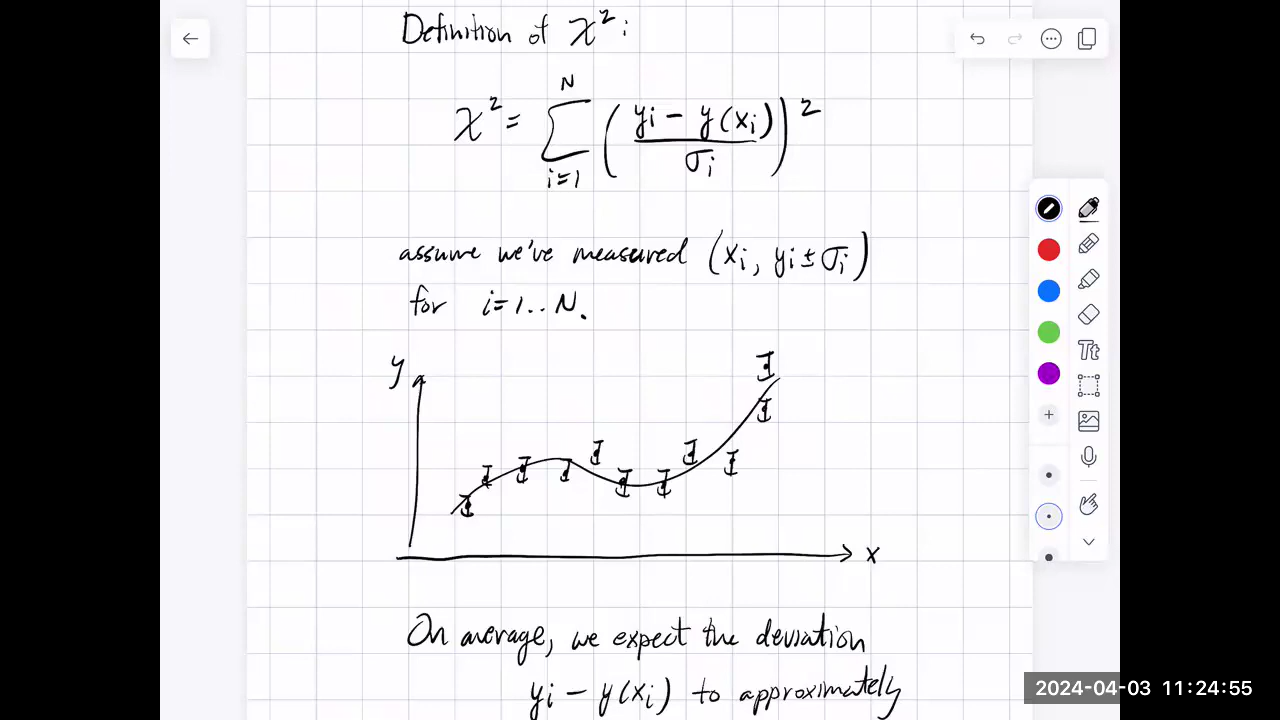 Definition of χ²:
χ² = N ∑ i=1 ( yi − y(xi) / σi )²
assume we've measured (xi, yi ± σi)
for i=1..N.
y
x
On average, we expect the deviation
yi − y(xi) to approximately
Tt
2024-04-03 11:24:55